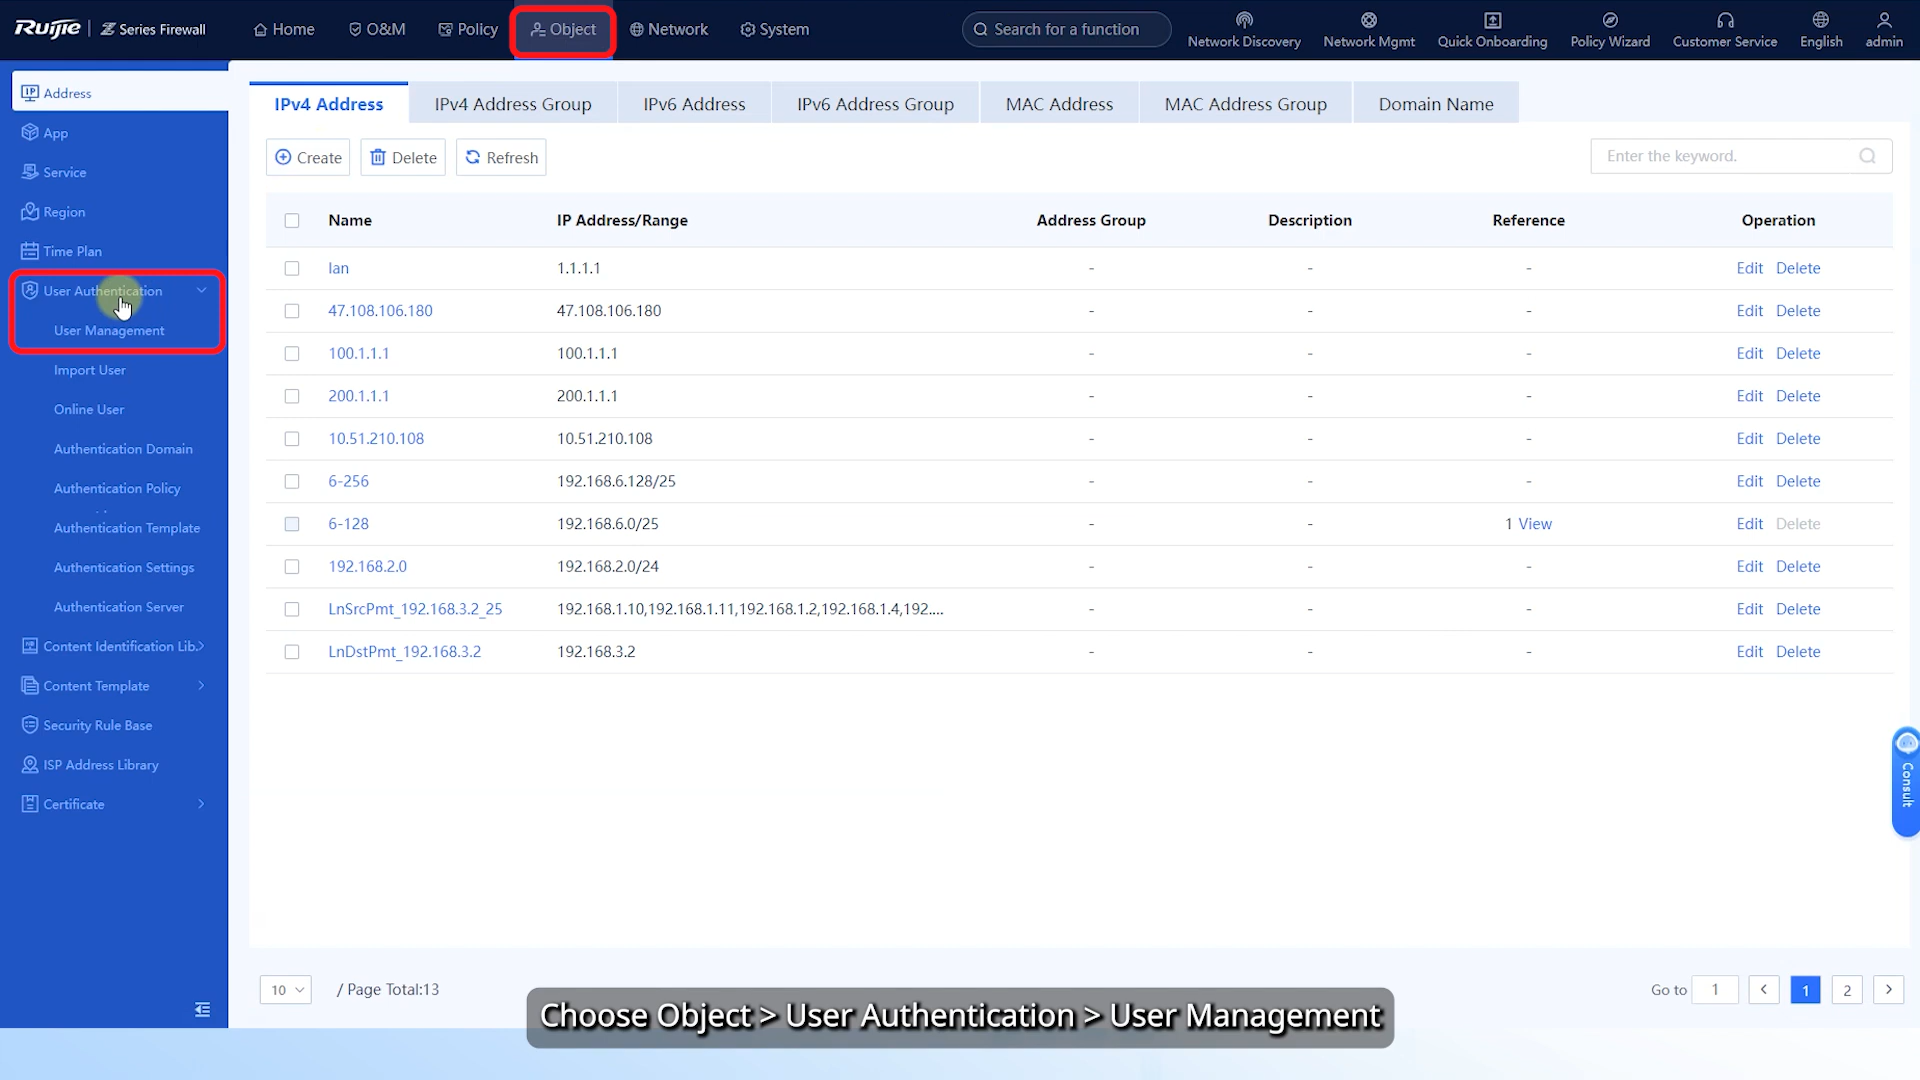 Ruijie | Z Series Firewall
Home
O&M
Policy
Object
Network
System
Search for a function
Network Discovery
Network Mgmt
Quick Onboarding
Policy Wizard
Customer Service
English
admin
Address
App
Service
Region
Time Plan
User Authentication
User Management
Import User
Online User
Authentication Domain
Authentication Policy
Authentication Template
Authentication Settings
Authentication Server
Content Identification Lib.
Content Template
Security Rule Base
ISP Address Library
Certificate
IPv4 Address
IPv4 Address Group
IPv6 Address
IPv6 Address Group
MAC Address
MAC Address Group
Domain Name
Create
Delete
Refresh
Enter the keyword.
Name IP Address/Range Address Group Description Reference Operation
lan 1.1.1.1 - - - Edit Delete
47.108.106.180 47.108.106.180 - - - Edit Delete
100.1.1.1 100.1.1.1 - - - Edit Delete
200.1.1.1 200.1.1.1 - - - Edit Delete
10.51.210.108 10.51.210.108 - - - Edit Delete
6-256 192.168.6.128/25 - - - Edit Delete
6-128 192.168.6.0/25 - - 1 View Edit Delete
192.168.2.0 192.168.2.0/24 - - - Edit Delete
LnSrcPmt_192.168.3.2_25 192.168.1.10,192.168.1.11,192.168.1.2,192.168.1.4,192.... - - - Edit Delete
LnDstPmt_192.168.3.2 192.168.3.2 - - - Edit Delete
Consult
10 / Page Total:13
Go to 1 < 1 2 >
Choose Object > User Authentication > User Management